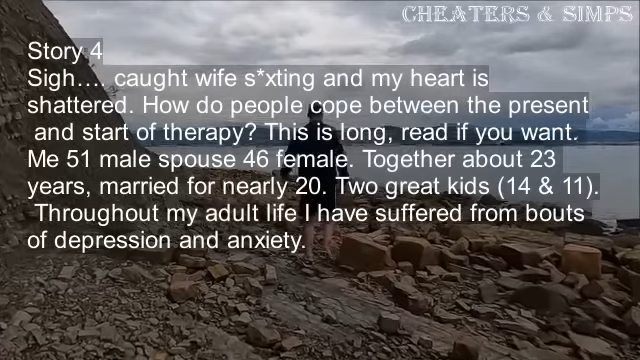 CHEATERS & SIMPS
Story 4
Sigh…. caught wife s*xting and my heart is
shattered. How do people cope between the present
and start of therapy? This is long, read if you want.
Me 51 male spouse 46 female. Together about 23
years, married for nearly 20. Two great kids (14 & 11).
Throughout my adult life I have suffered from bouts
of depression and anxiety.